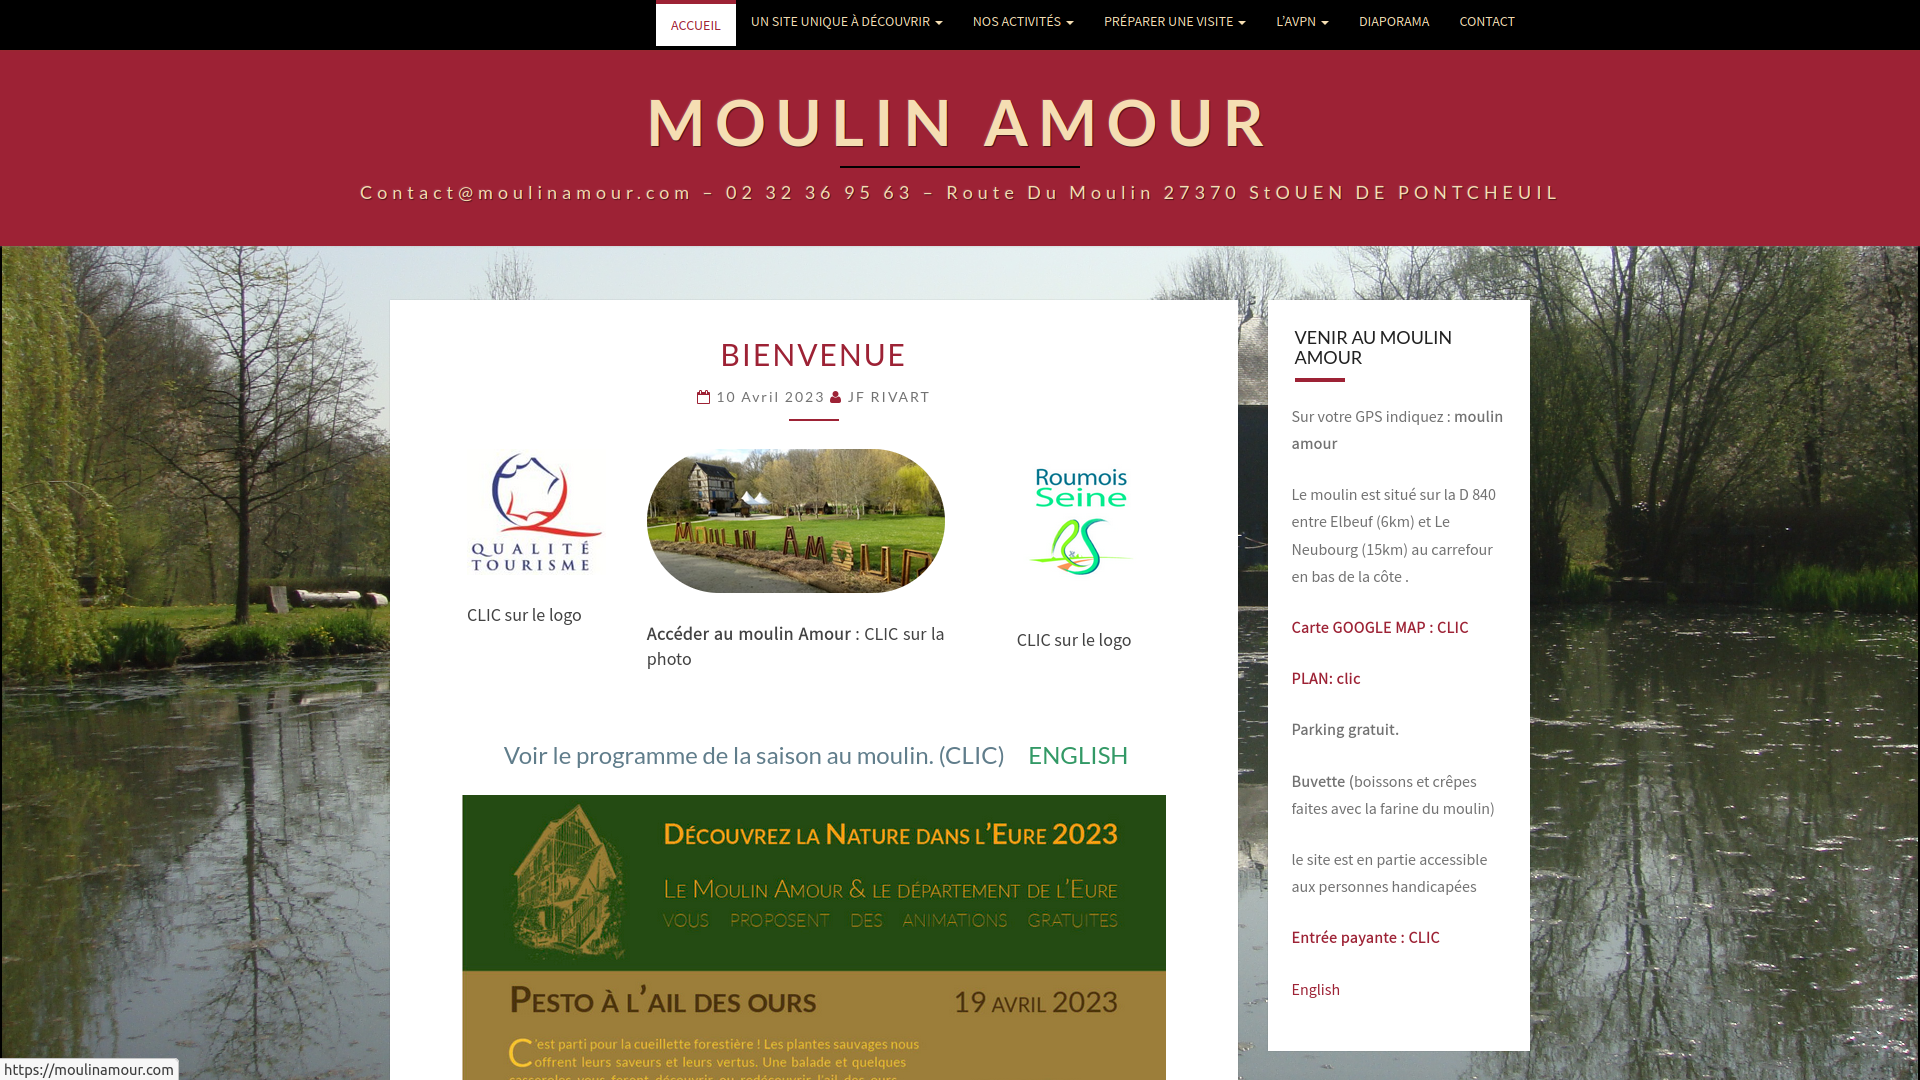 ACCUEIL
UN SITE UNIQUE À DÉCOUVRIR
NOS ACTIVITÉS
PRÉPARER UNE VISITE
L'AVPN
DIAPORAMA
CONTACT
MOULIN AMOUR
Contact@moulinamour.com – 02 32 36 95 63 – Route Du Moulin 27370 StOUEN DE PONTCHEUIL
BIENVENUE
10 Avril 2023 JF RIVART
QUALITÉ
TOURISME
CLIC sur le logo
MOULIN AMOUR
Accéder au moulin Amour : CLIC sur la
photo
Roumois
Seine
CLIC sur le logo
Voir le programme de la saison au moulin. (CLIC) ENGLISH
DÉCOUVREZ LA NATURE DANS L'EURE 2023
LE MOULIN AMOUR & LE DÉPARTEMENT DE L'EURE
VOUS PROPOSENT DES ANIMATIONS GRATUITES
PESTO À L'AIL DES OURS 19 AVRIL 2023
C'est parti pour la cueillette forestière ! Les plantes sauvages nous
offrent leurs saveurs et leurs vertus. Une balade et quelques
VENIR AU MOULIN
AMOUR
Sur votre GPS indiquez : moulin
amour
Le moulin est situé sur la D 840
entre Elbeuf (6km) et Le
Neubourg (15km) au carrefour
en bas de la côte .
Carte GOOGLE MAP : CLIC
PLAN: clic
Parking gratuit.
Buvette (boissons et crêpes
faites avec la farine du moulin)
le site est en partie accessible
aux personnes handicapées
Entrée payante : CLIC
English
https://moulinamour.com